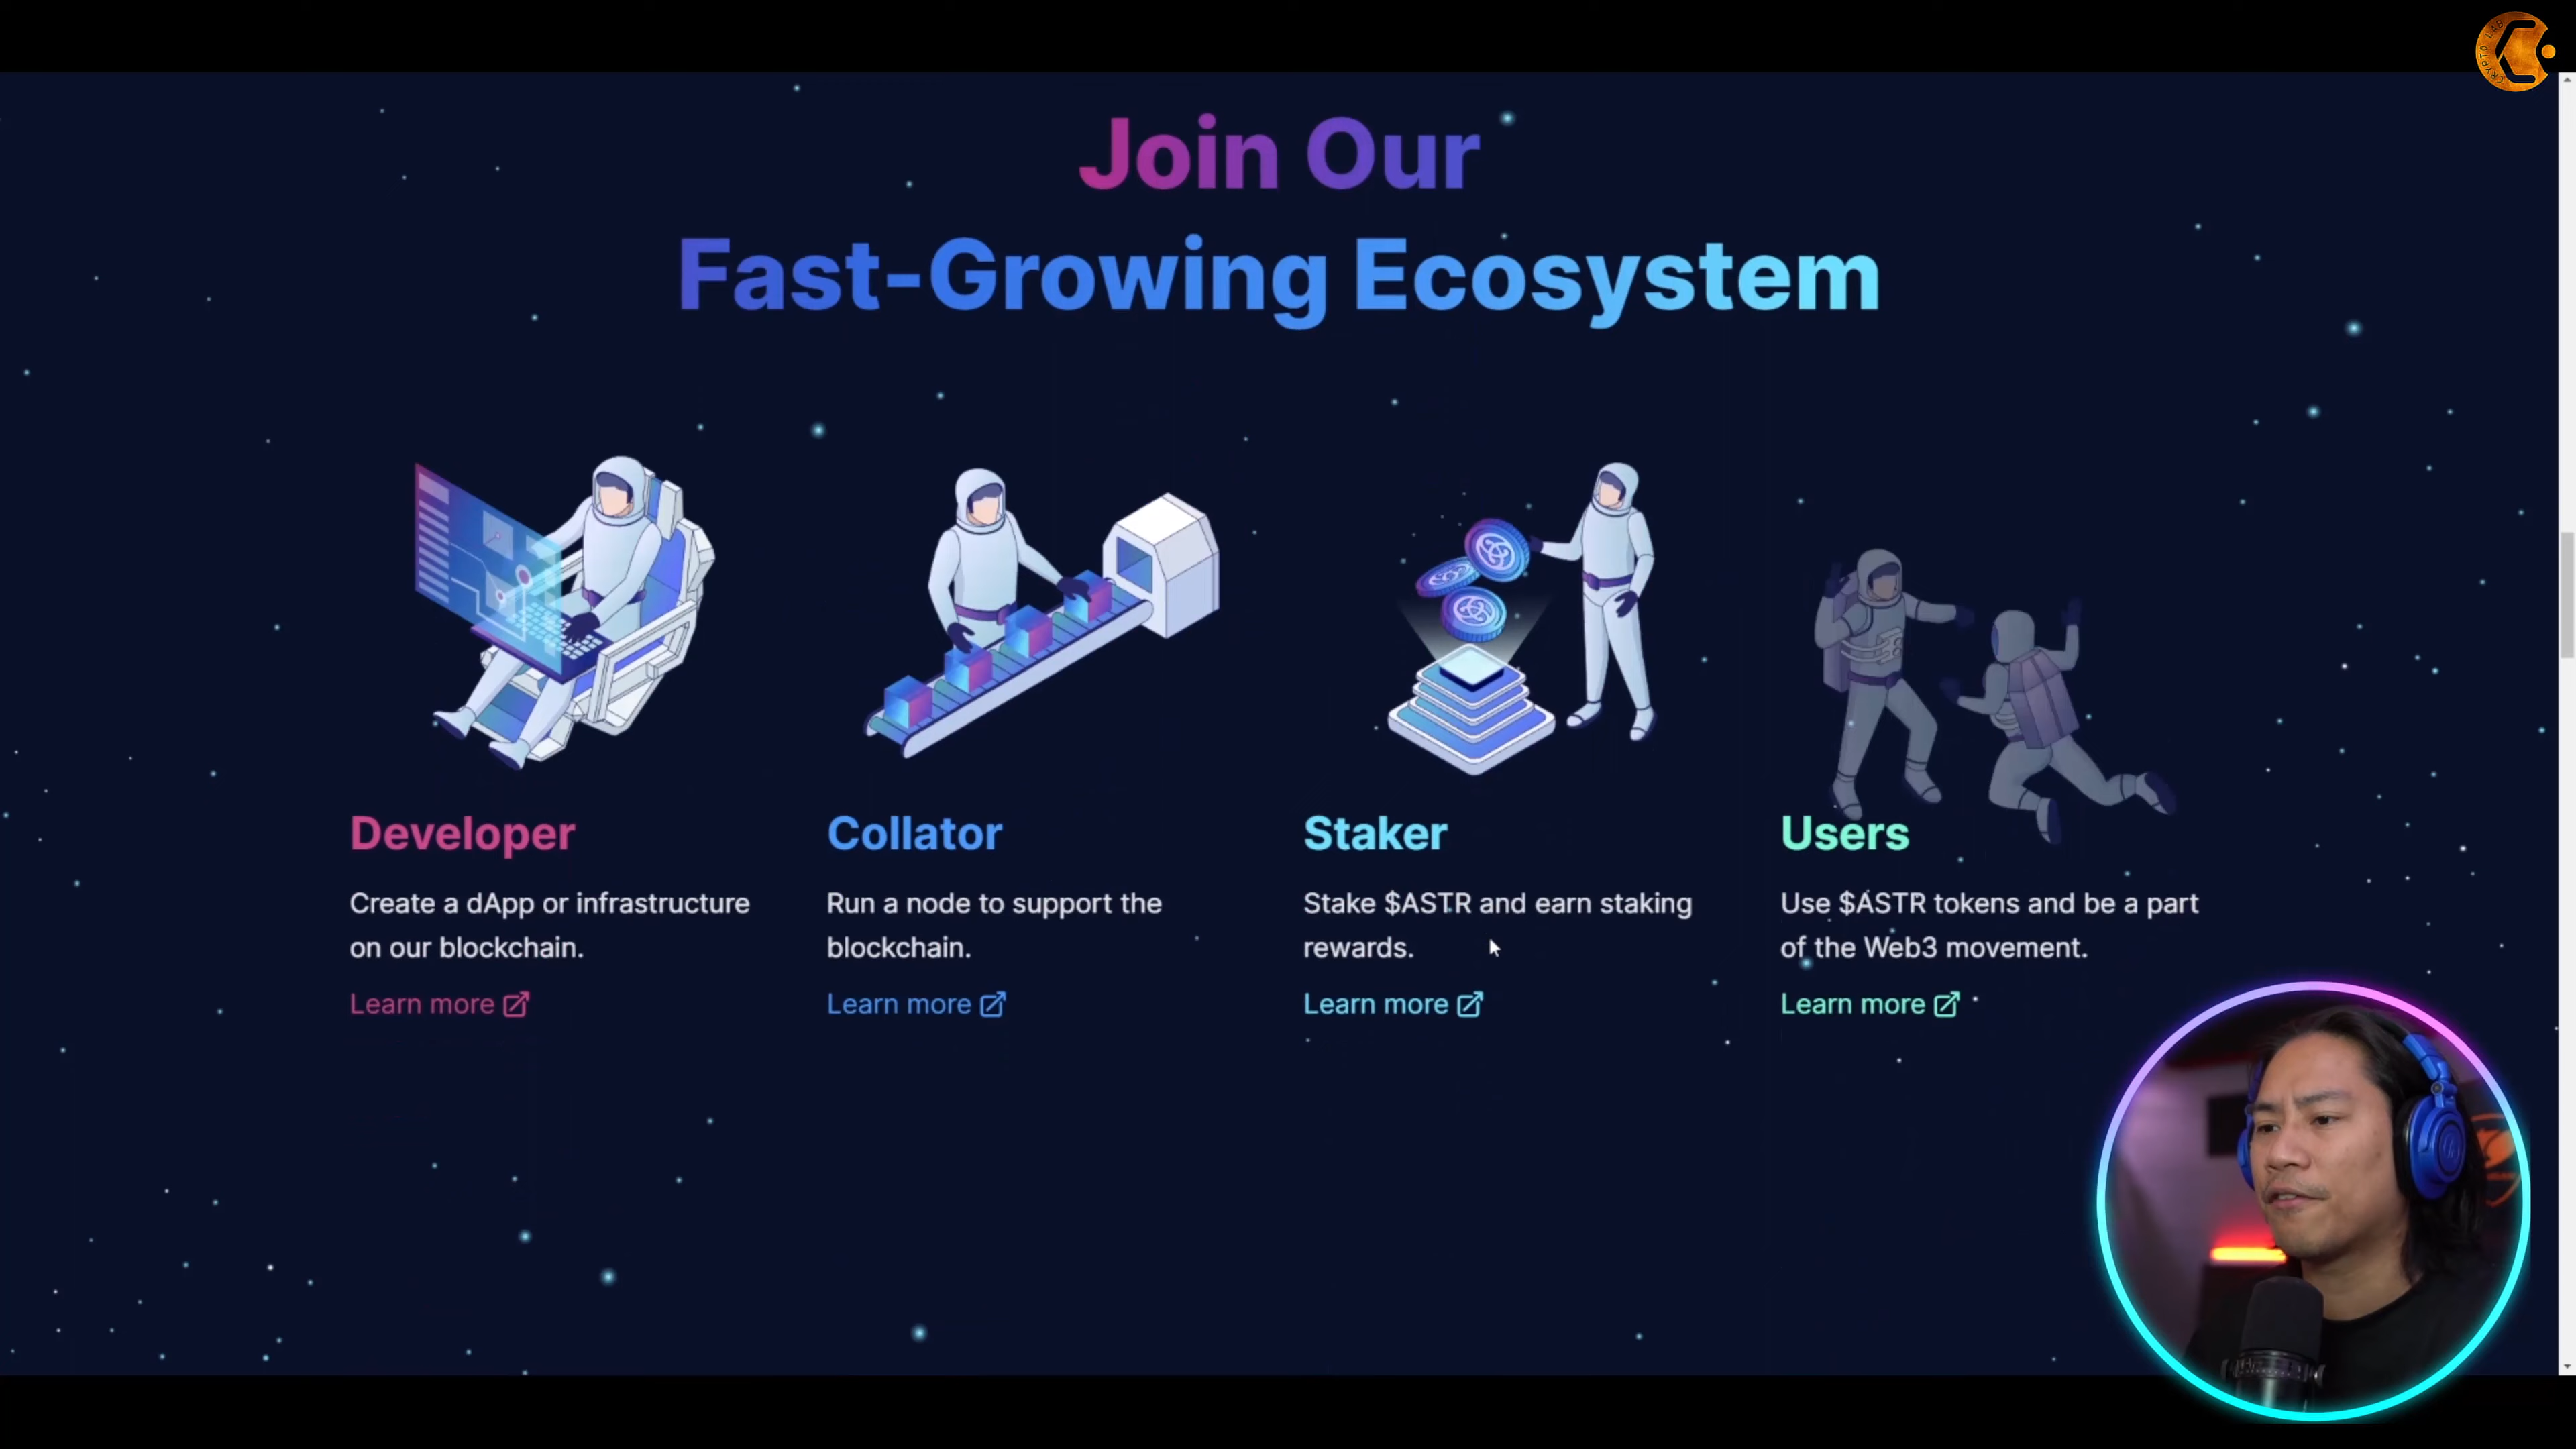 CRYPTO LAB
Join Our
Fast-Growing Ecosystem
Developer
Create a dApp or infrastructure
on our blockchain.
Learn more
Collator
Run a node to support the
blockchain.
Learn more
Staker
Stake $ASTR and earn staking
rewards.
Learn more
Users
Use $ASTR tokens and be a part
of the Web3 movement.
Learn more